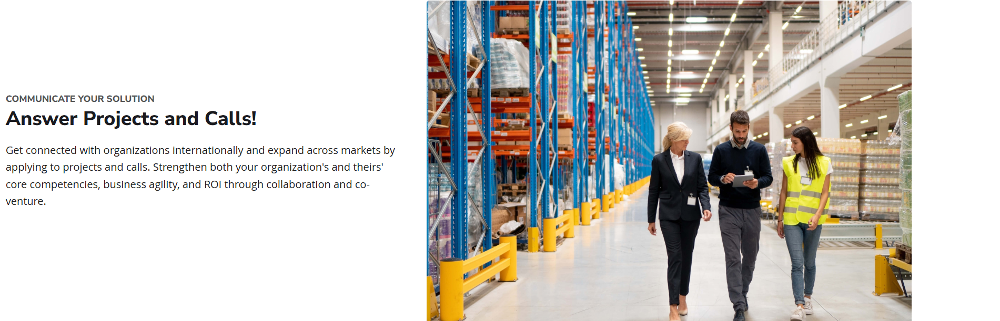 COMMUNICATE YOUR SOLUTION
Answer Projects and Calls!
Get connected with organizations internationally and expand across markets by
applying to projects and calls. Strengthen both your organization's and theirs'
core competencies, business agility, and ROI through collaboration and co-
venture.